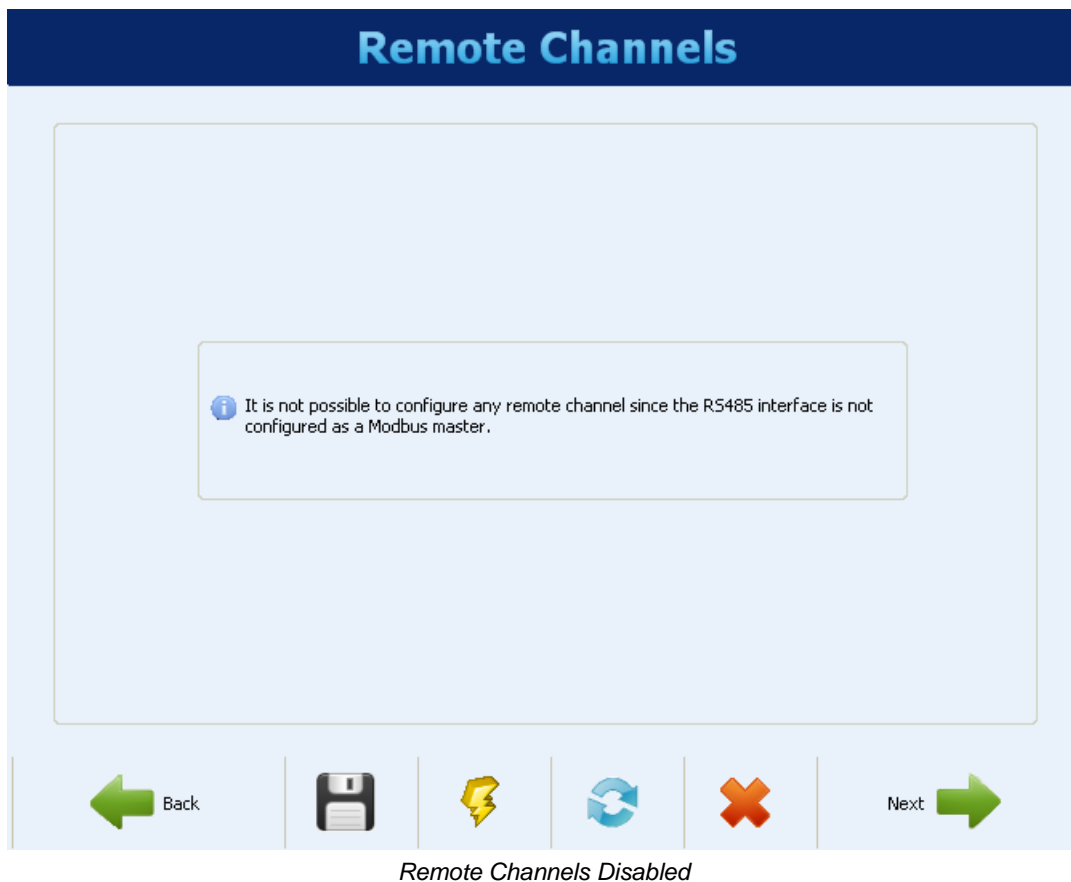 Remote Channels
It is not possible to configure any remote channel since the RS485 interface is not
configured as a Modbus master.
Back
Next
Remote Channels Disabled